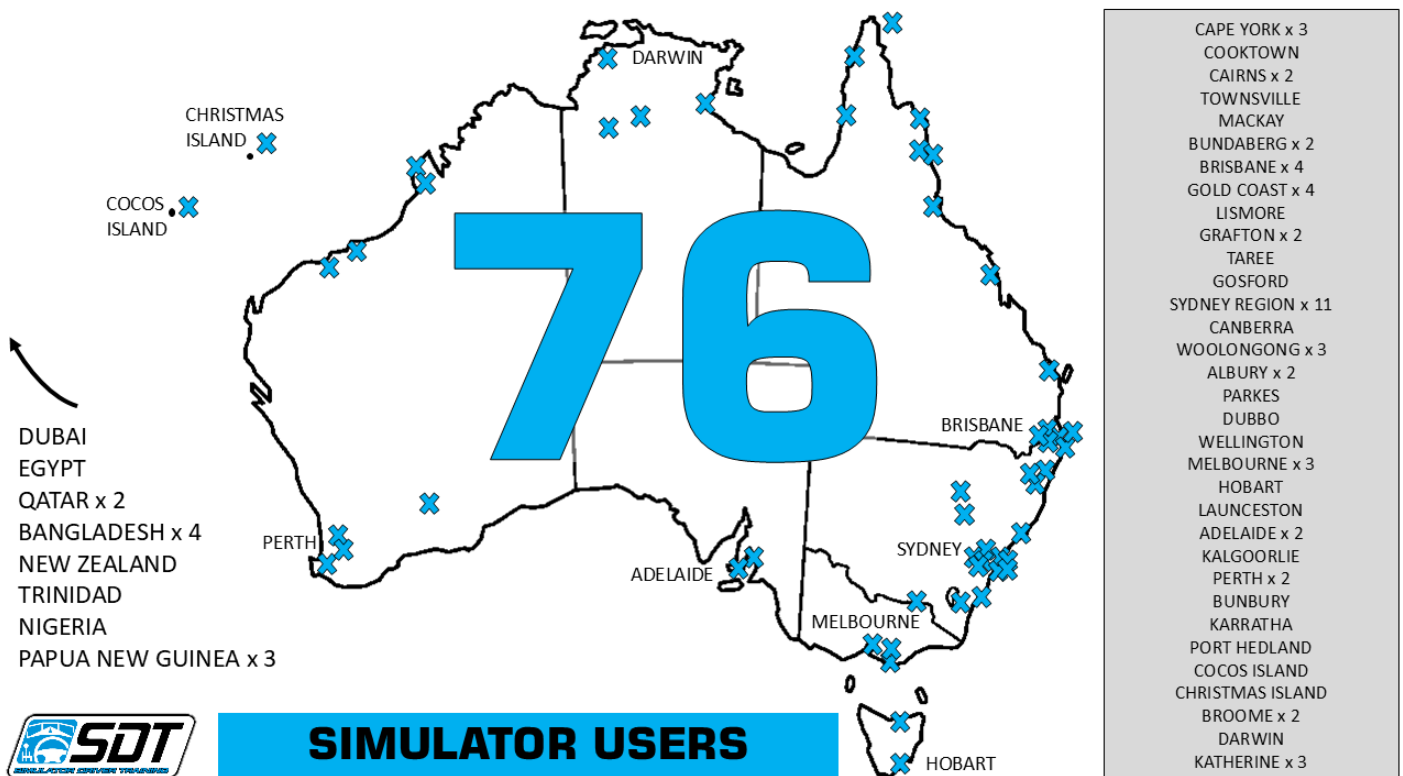 DARWIN
CHRISTMAS
ISLAND
COCOS
ISLAND
76
BRISBANE
PERTH
SYDNEY
ADELAIDE
MELBOURNE
HOBART
DUBAI
EGYPT
QATAR x 2
BANGLADESH x 4
NEW ZEALAND
TRINIDAD
NIGERIA
PAPUA NEW GUINEA x 3
SDT
SIMULATOR DRIVER TRAINING
SIMULATOR USERS
CAPE YORK x 3
COOKTOWN
CAIRNS x 2
TOWNSVILLE
MACKAY
BUNDABERG x 2
BRISBANE x 4
GOLD COAST x 4
LISMORE
GRAFTON x 2
TAREE
GOSFORD
SYDNEY REGION x 11
CANBERRA
WOOLONGONG x 3
ALBURY x 2
PARKES
DUBBO
WELLINGTON
MELBOURNE x 3
HOBART
LAUNCESTON
ADELAIDE x 2
KALGOORLIE
PERTH x 2
BUNBURY
KARRATHA
PORT HEDLAND
COCOS ISLAND
CHRISTMAS ISLAND
BROOME x 2
DARWIN
KATHERINE x 3